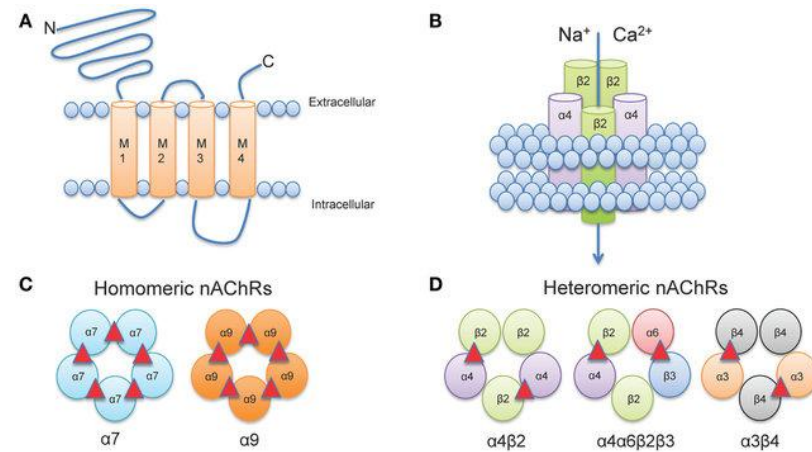 A
N
C
Extracellular
M
1
M
2
M
3
M
4
Intracellular
B
Na⁺ Ca²⁺
β2 β2
α4 β2 α4
C
Homomeric nAChRs
α7 α7
α7 α7
α7
α7
α9 α9
α9 α9
α9
α9
D
Heteromeric nAChRs
β2 β2
α4 α4
β2
α4β2
β2 α6
α4 β3
β2
α4α6β2β3
β4 β4
α3 α3
β4
α3β4